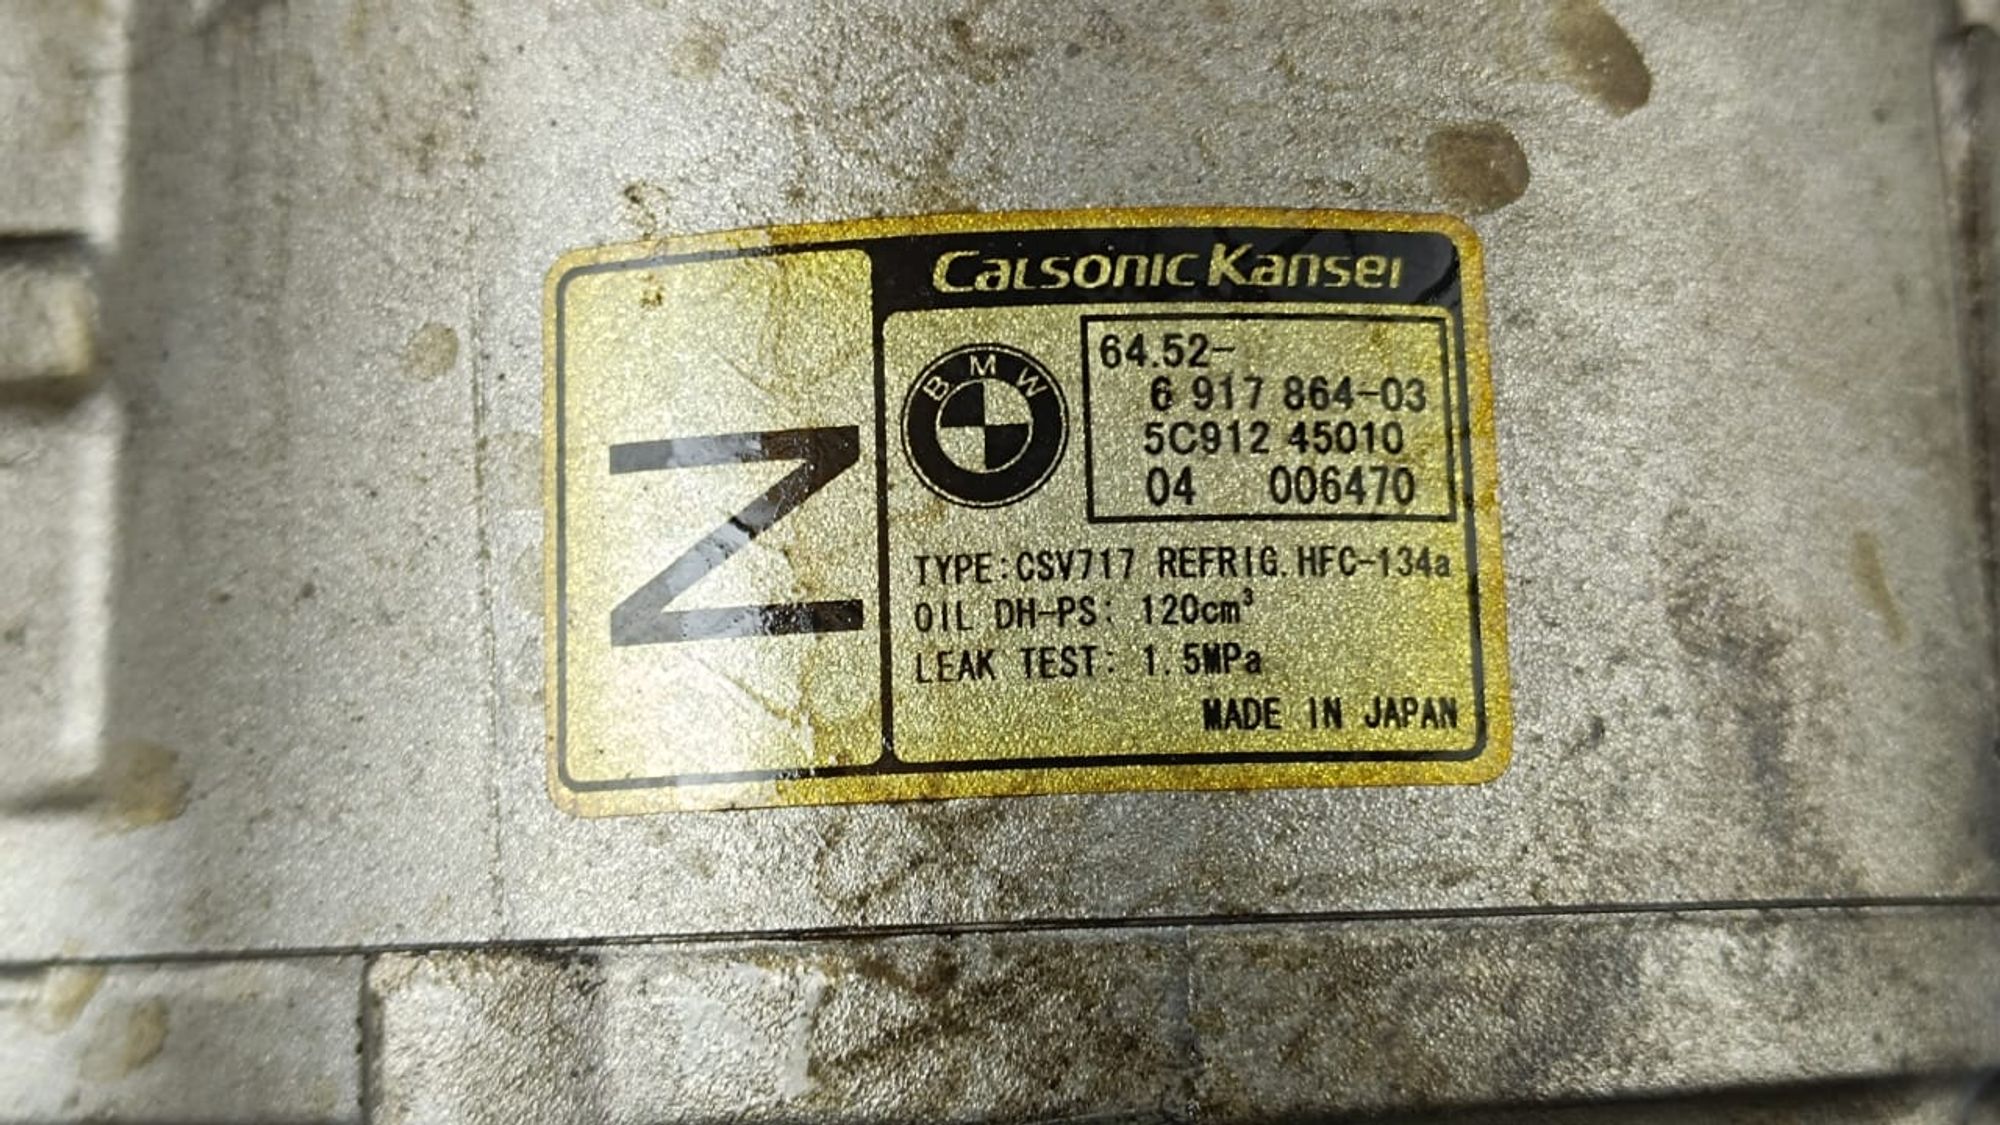 Calsonic Kansei
Z
BMW
64.52-
6 917 864-03
5C912 45010
04 006470
TYPE:CSV717 REFRIG. HFC-134a
OIL DH-PS: 120cm³
LEAK TEST: 1.5MPa
MADE IN JAPAN